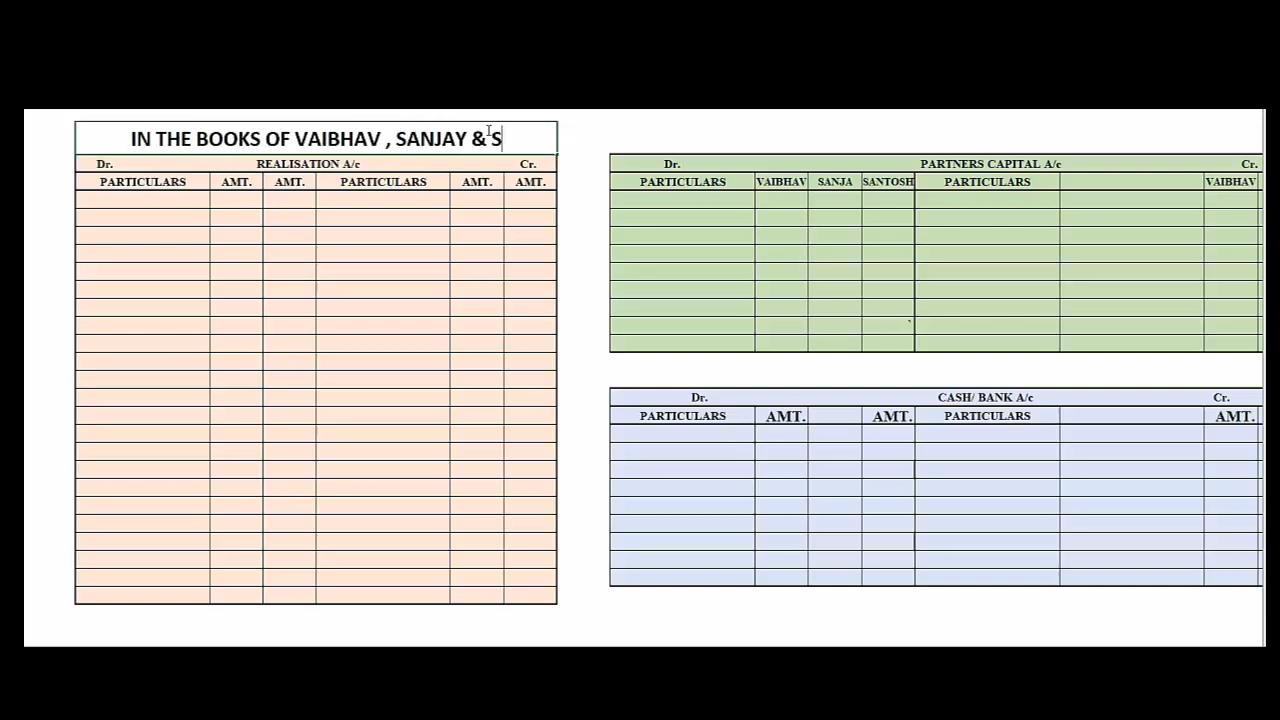 IN THE BOOKS OF VAIBHAV , SANJAY & S
Dr. REALISATION A/c Cr.
PARTICULARS AMT. AMT. PARTICULARS AMT. AMT.
Dr. PARTNERS CAPITAL A/c Cr.
PARTICULARS VAIBHAV SANJA SANTOSH PARTICULARS VAIBHAV
Dr. CASH/ BANK A/c Cr.
PARTICULARS AMT. AMT. PARTICULARS AMT.